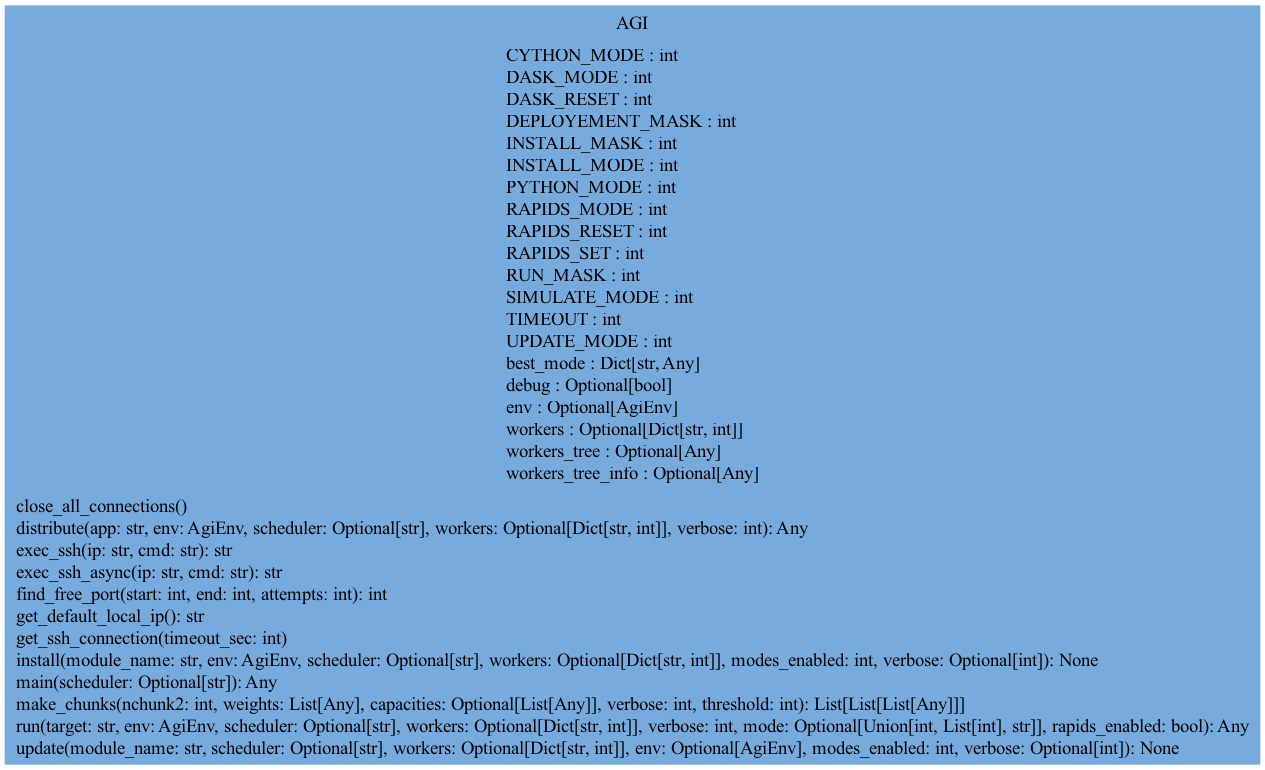 AGI
CYTHON_MODE : int
DASK_MODE : int
DASK_RESET : int
DEPLOYEMENT_MASK : int
INSTALL_MASK : int
INSTALL_MODE : int
PYTHON_MODE : int
RAPIDS_MODE : int
RAPIDS_RESET : int
RAPIDS_SET : int
RUN_MASK : int
SIMULATE_MODE : int
TIMEOUT : int
UPDATE_MODE : int
best_mode : Dict[str, Any]
debug : Optional[bool]
env : Optional[AgiEnv]
workers : Optional[Dict[str, int]]
workers_tree : Optional[Any]
workers_tree_info : Optional[Any]
close_all_connections()
distribute(app: str, env: AgiEnv, scheduler: Optional[str], workers: Optional[Dict[str, int]], verbose: int): Any
exec_ssh(ip: str, cmd: str): str
exec_ssh_async(ip: str, cmd: str): str
find_free_port(start: int, end: int, attempts: int): int
get_default_local_ip(): str
get_ssh_connection(timeout_sec: int)
install(module_name: str, env: AgiEnv, scheduler: Optional[str], workers: Optional[Dict[str, int]], modes_enabled: int, verbose: Optional[int]): None
main(scheduler: Optional[str]): Any
make_chunks(nchunk2: int, weights: List[Any], capacities: Optional[List[Any]], verbose: int, threshold: int): List[List[List[Any]]]
run(target: str, env: AgiEnv, scheduler: Optional[str], workers: Optional[Dict[str, int]], verbose: int, mode: Optional[Union[int, List[int], str]], rapids_enabled: bool): Any
update(module_name: str, scheduler: Optional[str], workers: Optional[Dict[str, int]], env: Optional[AgiEnv], modes_enabled: int, verbose: Optional[int]): None